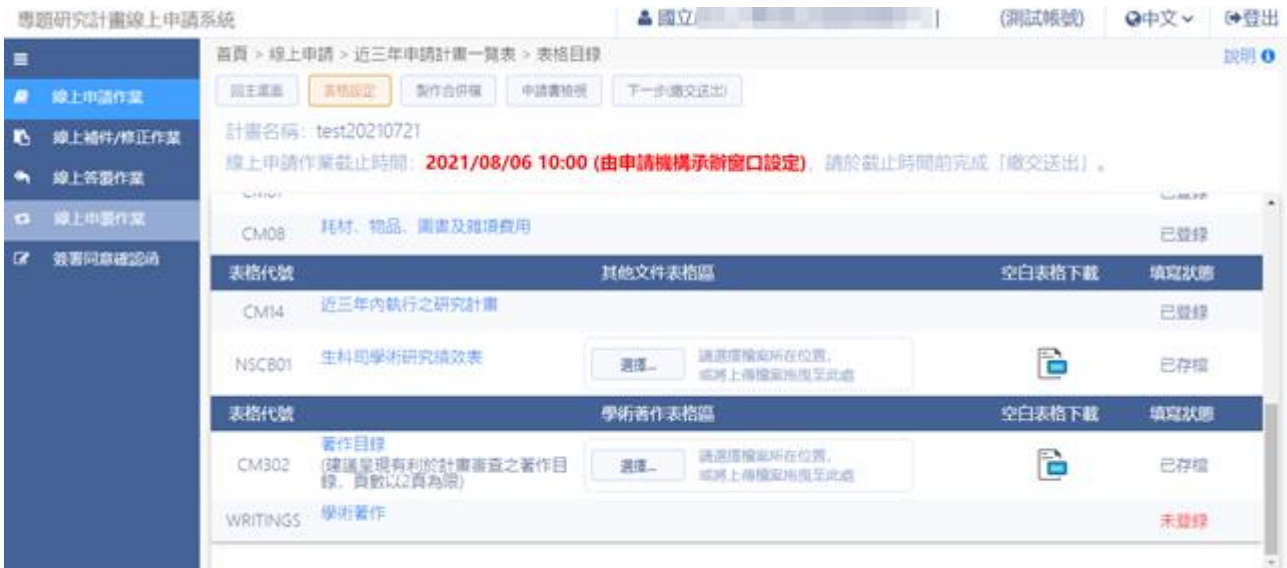 專題研究計畫線上申請系統
國立
(測試帳號)
中文
登出
首頁 > 線上申請 > 近三年申請計畫一覽表 > 表格目錄
說明
線上申請作業
線上補件/修正作業
線上答覆作業
線上申覆作業
簽署同意確認函
回主畫面 表格設定 製作合併檔 申請書檢視 下一步(繳交送出)
計畫名稱: test20210721
線上申請作業截止時間: 2021/08/06 10:00 (由申請機構承辦窗口設定), 請於截止時間前完成「繳交送出」。
CM08 耗材、物品、圖書及雜項費用 已登錄
表格代號 其他文件表格區 空白表格下載 填寫狀態
CM14 近三年內執行之研究計畫 已登錄
NSCB01 生科司學術研究績效表 選擇... 請選擇檔案所在位置,
或將上傳檔案拖曳至此處
已存檔
表格代號 學術著作表格區 空白表格下載 填寫狀態
CM302 著作目錄
(建議呈現有利於計畫審查之著作目
錄, 頁數以2頁為限)
選擇... 請選擇檔案所在位置,
或將上傳檔案拖曳至此處
已存檔
WRITINGS 學術著作 未登錄